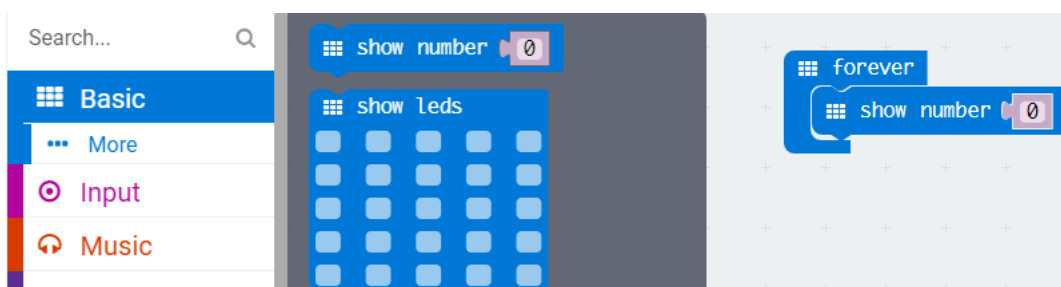 Search...
Basic
More
Input
Music
show number 0
show leds
forever
show number 0